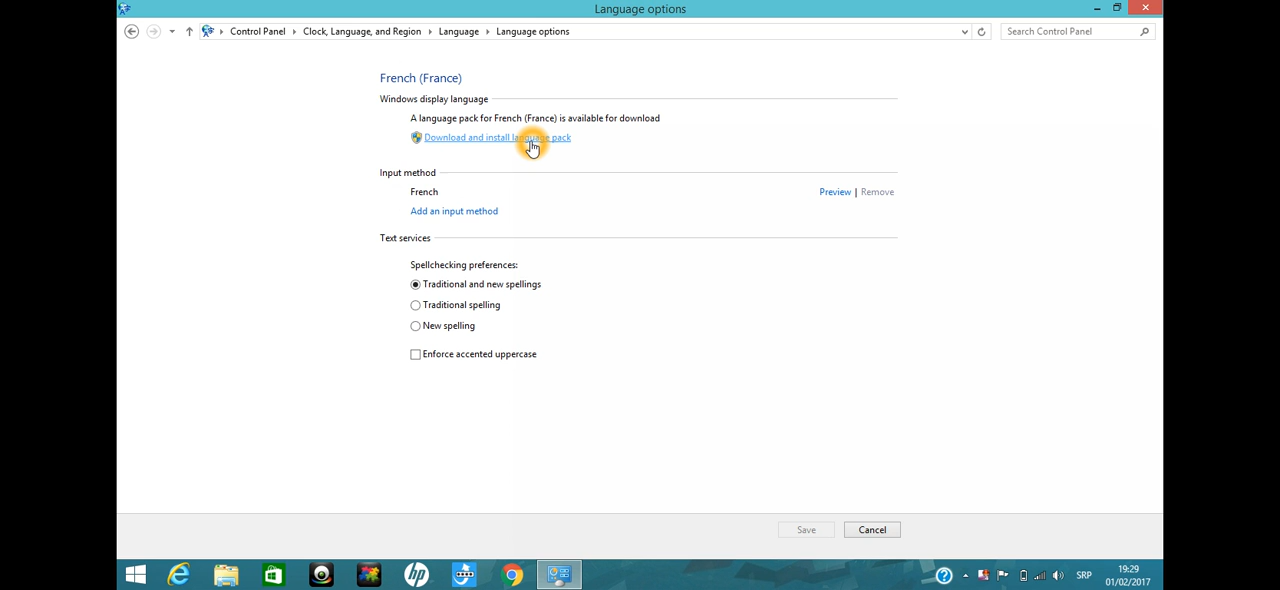 Language options
Control Panel
Clock, Language, and Region
Language
Language options
Search Control Panel
French (France)
Windows display language
A language pack for French (France) is available for download
Download and install language pack
Input method
French
Preview | Remove
Add an input method
Text services
Spellchecking preferences:
Traditional and new spellings
Traditional spelling
New spelling
Enforce accented uppercase
Save
Cancel
hp
?
SRP
19:29
01/02/2017